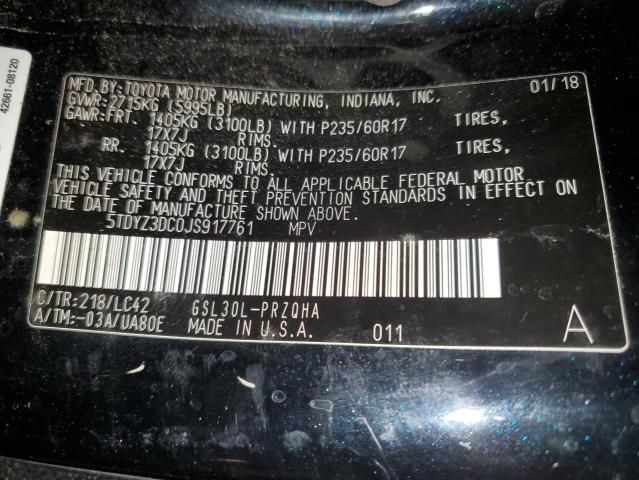 42661-08120
MFD.BY:TOYOTA MOTOR MANUFACTURING, INDIANA, INC. 01/18
GVWR:2715KG (5995LB)
GAWR:FRT. 1405KG (3100LB) WITH P235/60R17 TIRES,
17X7J RIMS.
RR. 1405KG (3100LB) WITH P235/60R17 TIRES,
17X7J RIMS.
THIS VEHICLE CONFORMS TO ALL APPLICABLE FEDERAL MOTOR
VEHICLE SAFETY AND THEFT PREVENTION STANDARDS IN EFFECT ON
THE DATE OF MANUFACTURE SHOWN ABOVE.
5TDYZ3DC0JS917761 MPV
C/TR:218/LC42 GSL30L-PRZQHA
A/TM:-03A/UA80E MADE IN U.S.A. 011 A